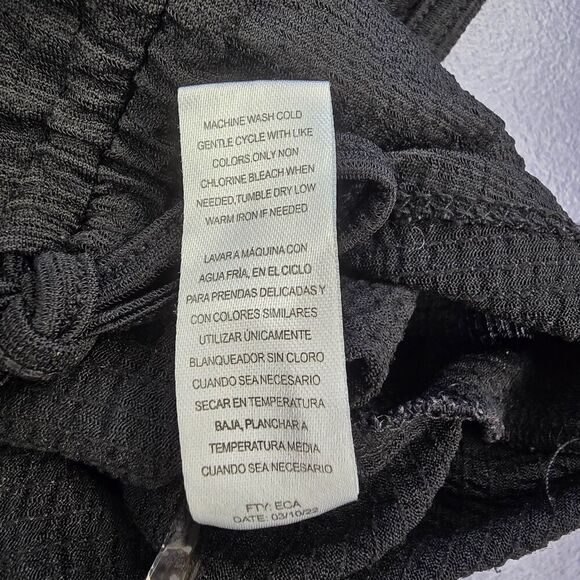 MACHINE WASH COLD
GENTLE CYCLE WITH LIKE
COLORS,ONLY NON
CHLORINE BLEACH WHEN
NEEDED,TUMBLE DRY LOW
WARM IRON IF NEEDED
LAVAR A MÁQUINA CON
AGUA FRÍA, EN EL CICLO
PARA PRENDAS DELICADAS Y
CON COLORES SIMILARES
UTILIZAR ÚNICAMENTE
BLANQUEADOR SIN CLORO
CUANDO SEA NECESARIO
SECAR EN TEMPERATURA
BAJA, PLANCHAR A
TEMPERATURA MEDIA
CUANDO SEA NECESARIO
FTY: ECA
DATE: 03/10/22